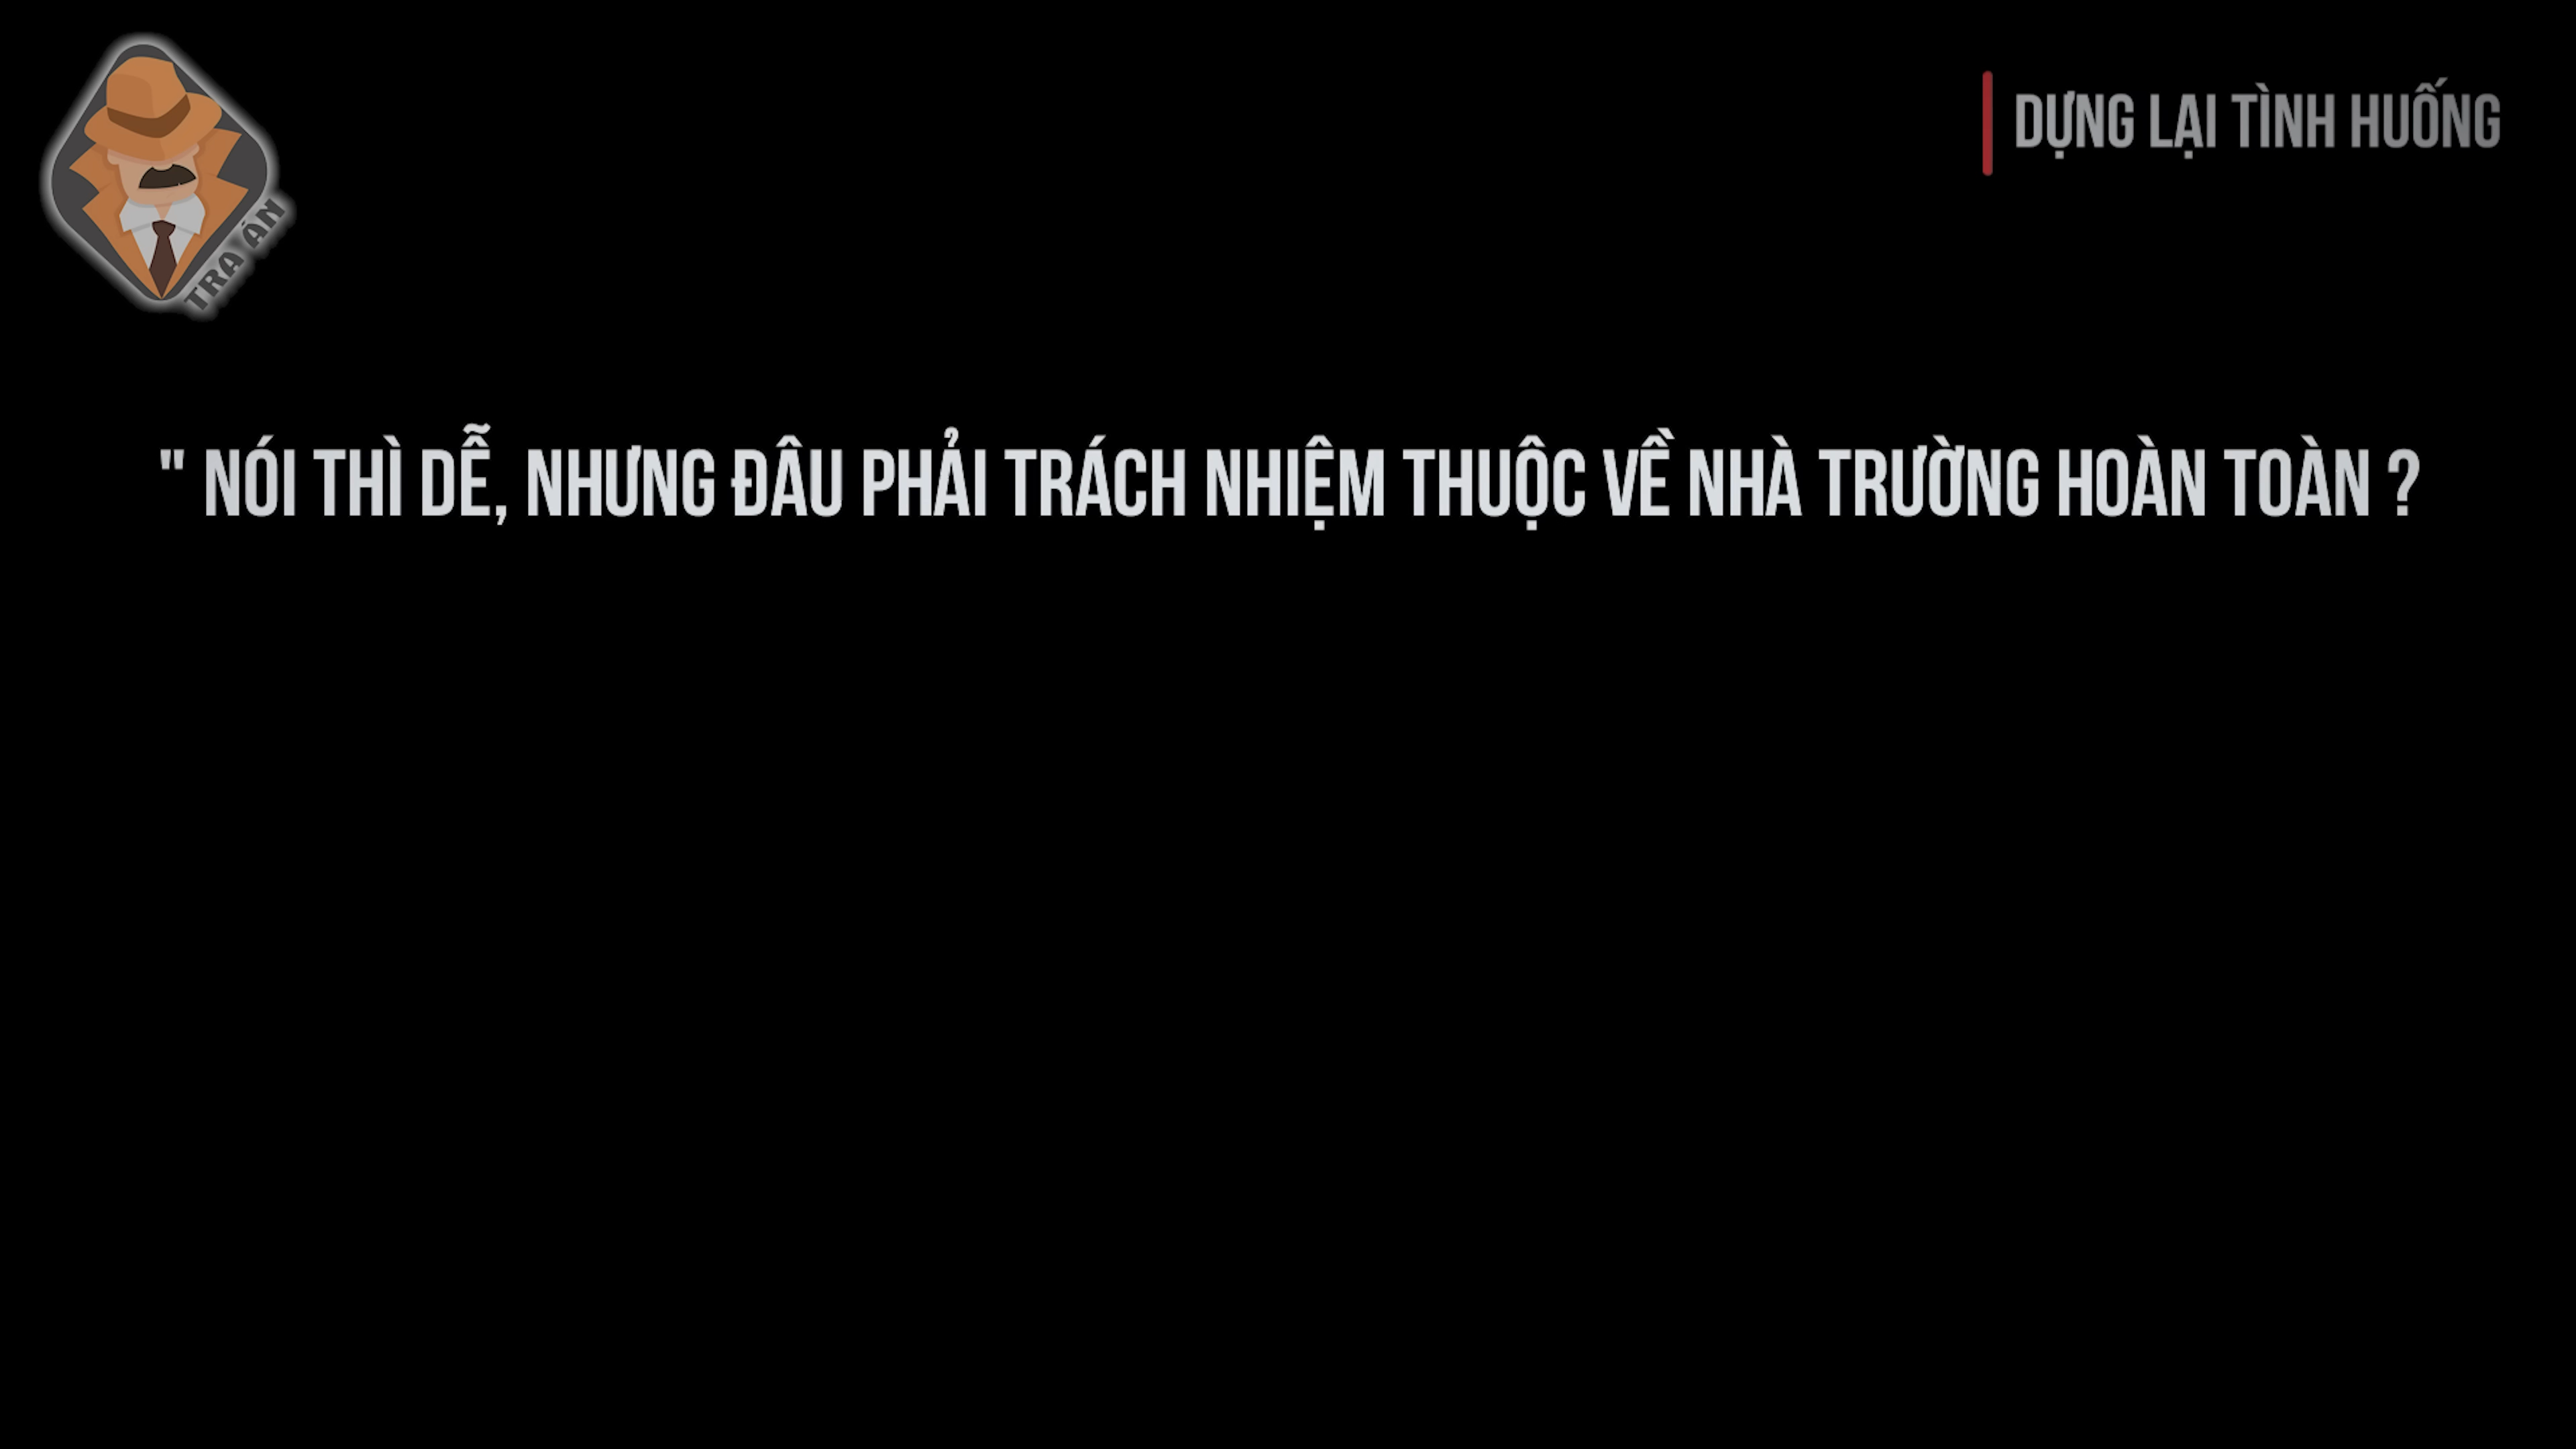 TRA ÁN
DỰNG LẠI TÌNH HUỐNG
" NÓI THÌ DỄ, NHƯNG ĐÂU PHẢI TRÁCH NHIỆM THUỘC VỀ NHÀ TRƯỜNG HOÀN TOÀN ?